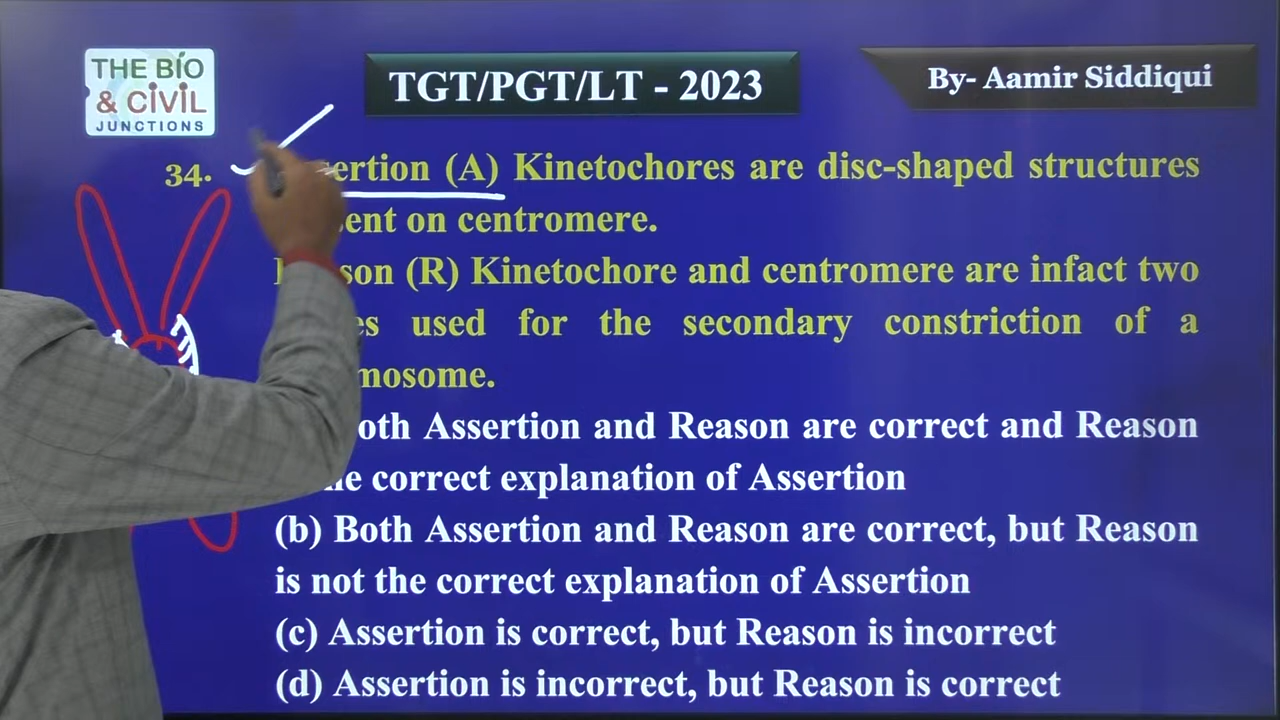 THE BIO
& CIVIL
JUNCTIONS
TGT/PGT/LT - 2023
By- Aamir Siddiqui
34. sertion (A) Kinetochores are disc-shaped structures
sent on centromere.
son (R) Kinetochore and centromere are infact two
es used for the secondary constriction of a
mosome.
oth Assertion and Reason are correct and Reason
e correct explanation of Assertion
(b) Both Assertion and Reason are correct, but Reason
is not the correct explanation of Assertion
(c) Assertion is correct, but Reason is incorrect
(d) Assertion is incorrect, but Reason is correct